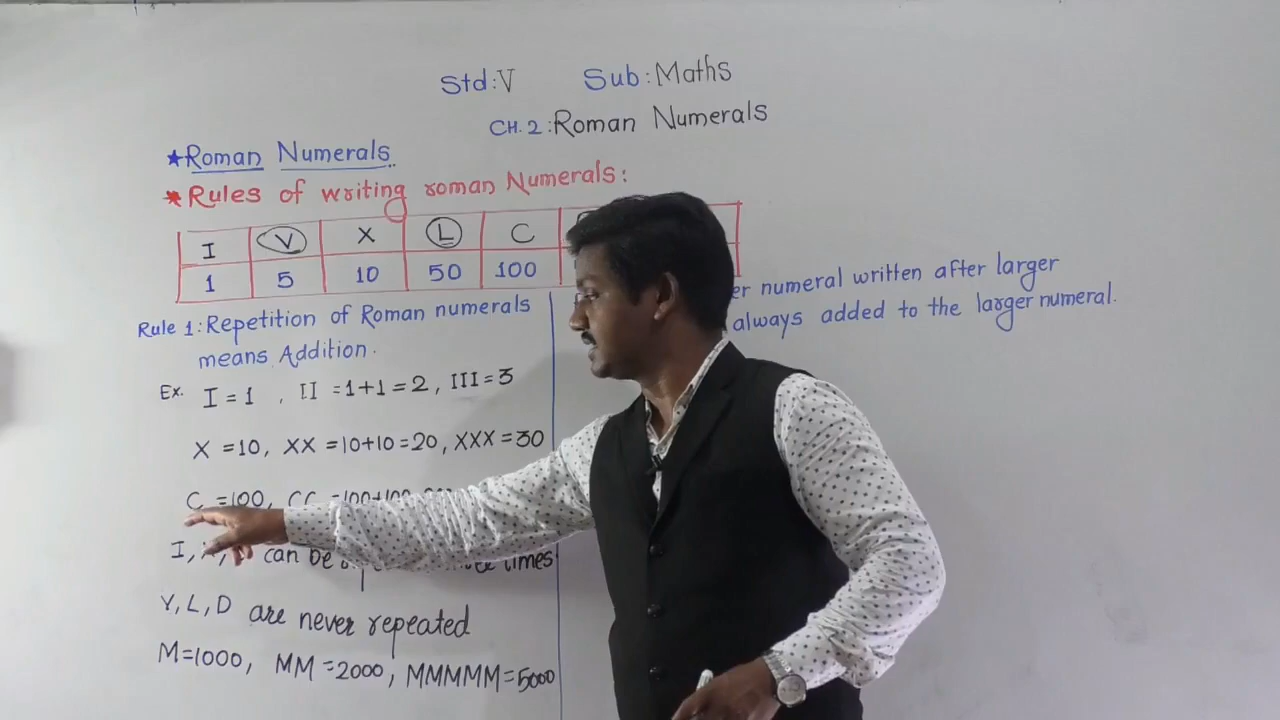 Std:V Sub:Maths
CH.2:Roman Numerals
★Roman Numerals
★Rules of writing roman Numerals:
I V X L C
1 5 10 50 100
Rule 1:Repetition of Roman numerals
means Addition.
Ex. I=1, II=1+1=2, III=3
X=10, XX=10+10=20, XXX=30
C=100, CC=100+100
I, can be times
V,L,D are never repeated
M=1000, MM=2000, MMMMM=5000
numeral written after larger
always added to the larger numeral.